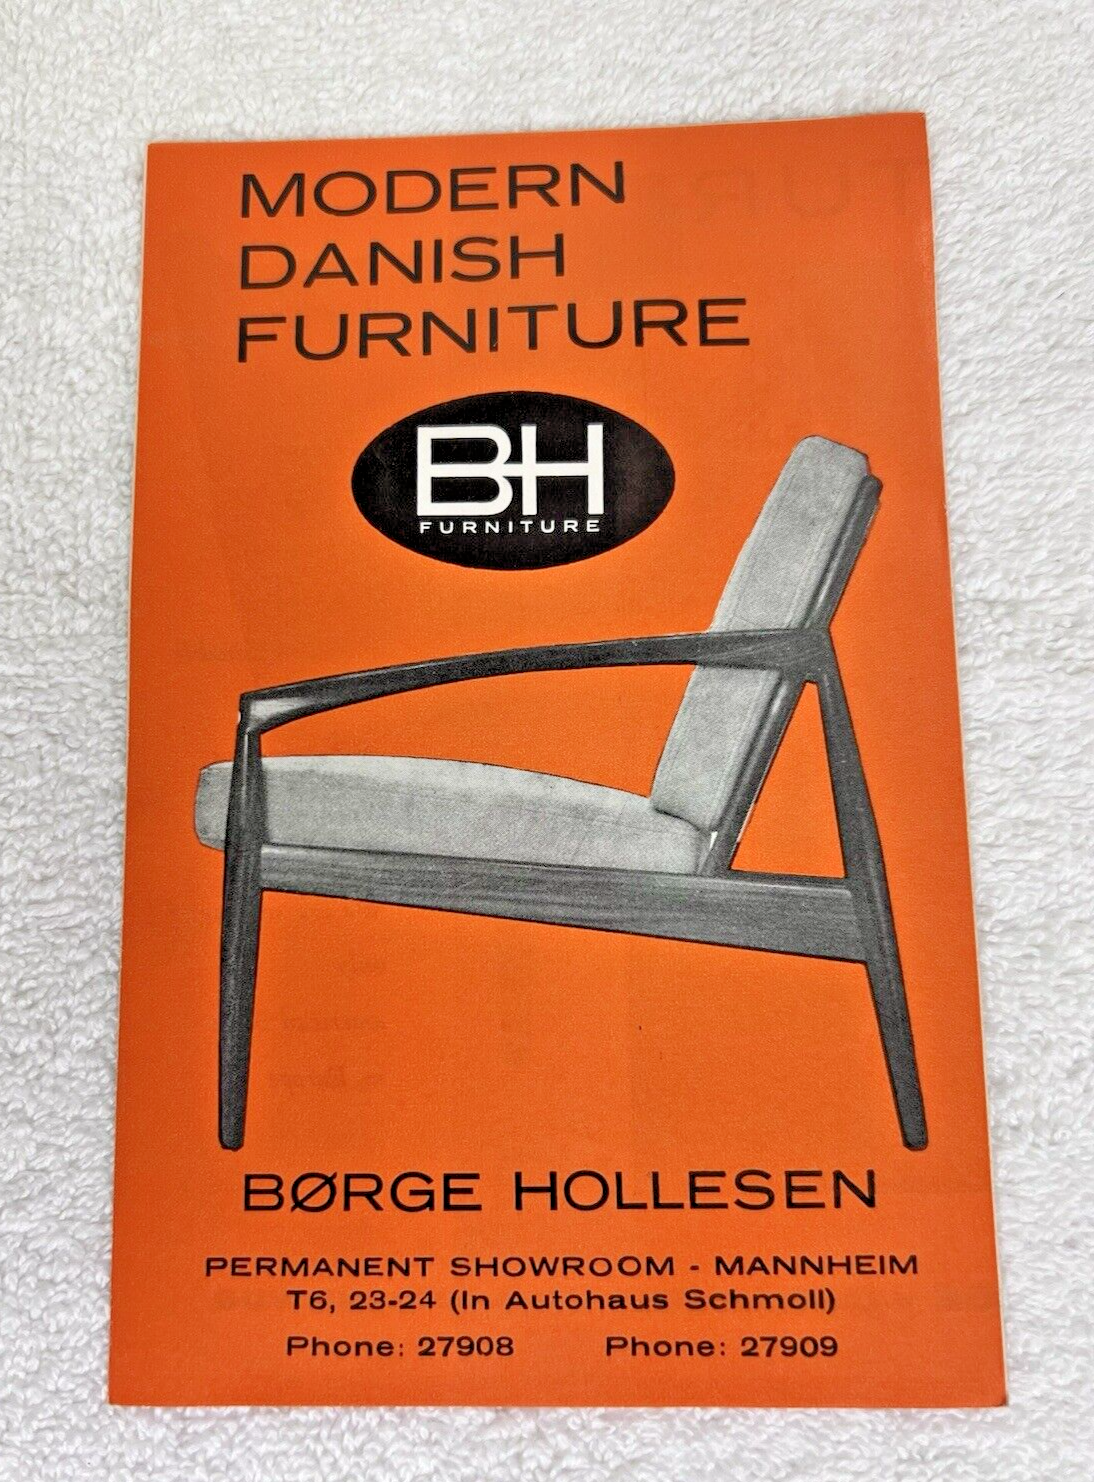 MODERN
DANISH
FURNITURE
BH
FURNITURE
BØRGE HOLLESEN
PERMANENT SHOWROOM - MANNHEIM
T6, 23-24 (In Autohaus Schmoll)
Phone: 27908 Phone: 27909